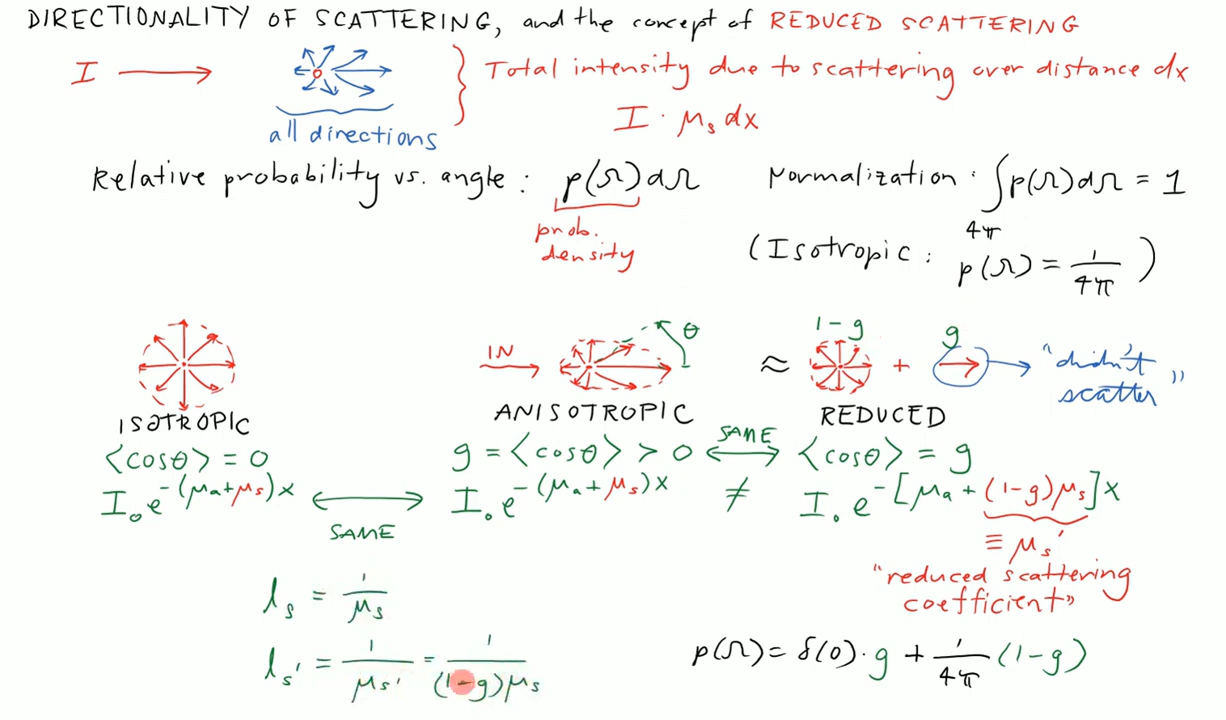 DIRECTIONALITY OF SCATTERING, and the concept of REDUCED SCATTERING
I
all directions
Total intensity due to scattering over distance dx
I · μₛ dx
Relative probability vs. angle : p(Ω)dΩ
prob.
density
Normalization : ∫p(Ω)dΩ = 1
4π
(Isotropic : p(Ω) = 1/4π )
ISOTROPIC
⟨cosθ⟩ = 0
I₀e^-(μₐ+μₛ)x
SAME
IN
θ
ANISOTROPIC
g = ⟨cosθ⟩ > 0
I₀e^-(μₐ+μₛ)x
≈
1-g
+
g
"didn't
scatter"
REDUCED
SAME
⟨cosθ⟩ = g
≠
I₀e^-[μₐ+(1-g)μₛ]x
≡ μₛ'
"reduced scattering
coefficient"
lₛ = 1/μₛ
lₛ' = 1/μₛ' = 1/(1-g)μₛ
p(Ω) = δ(0)·g + 1/4π (1-g)